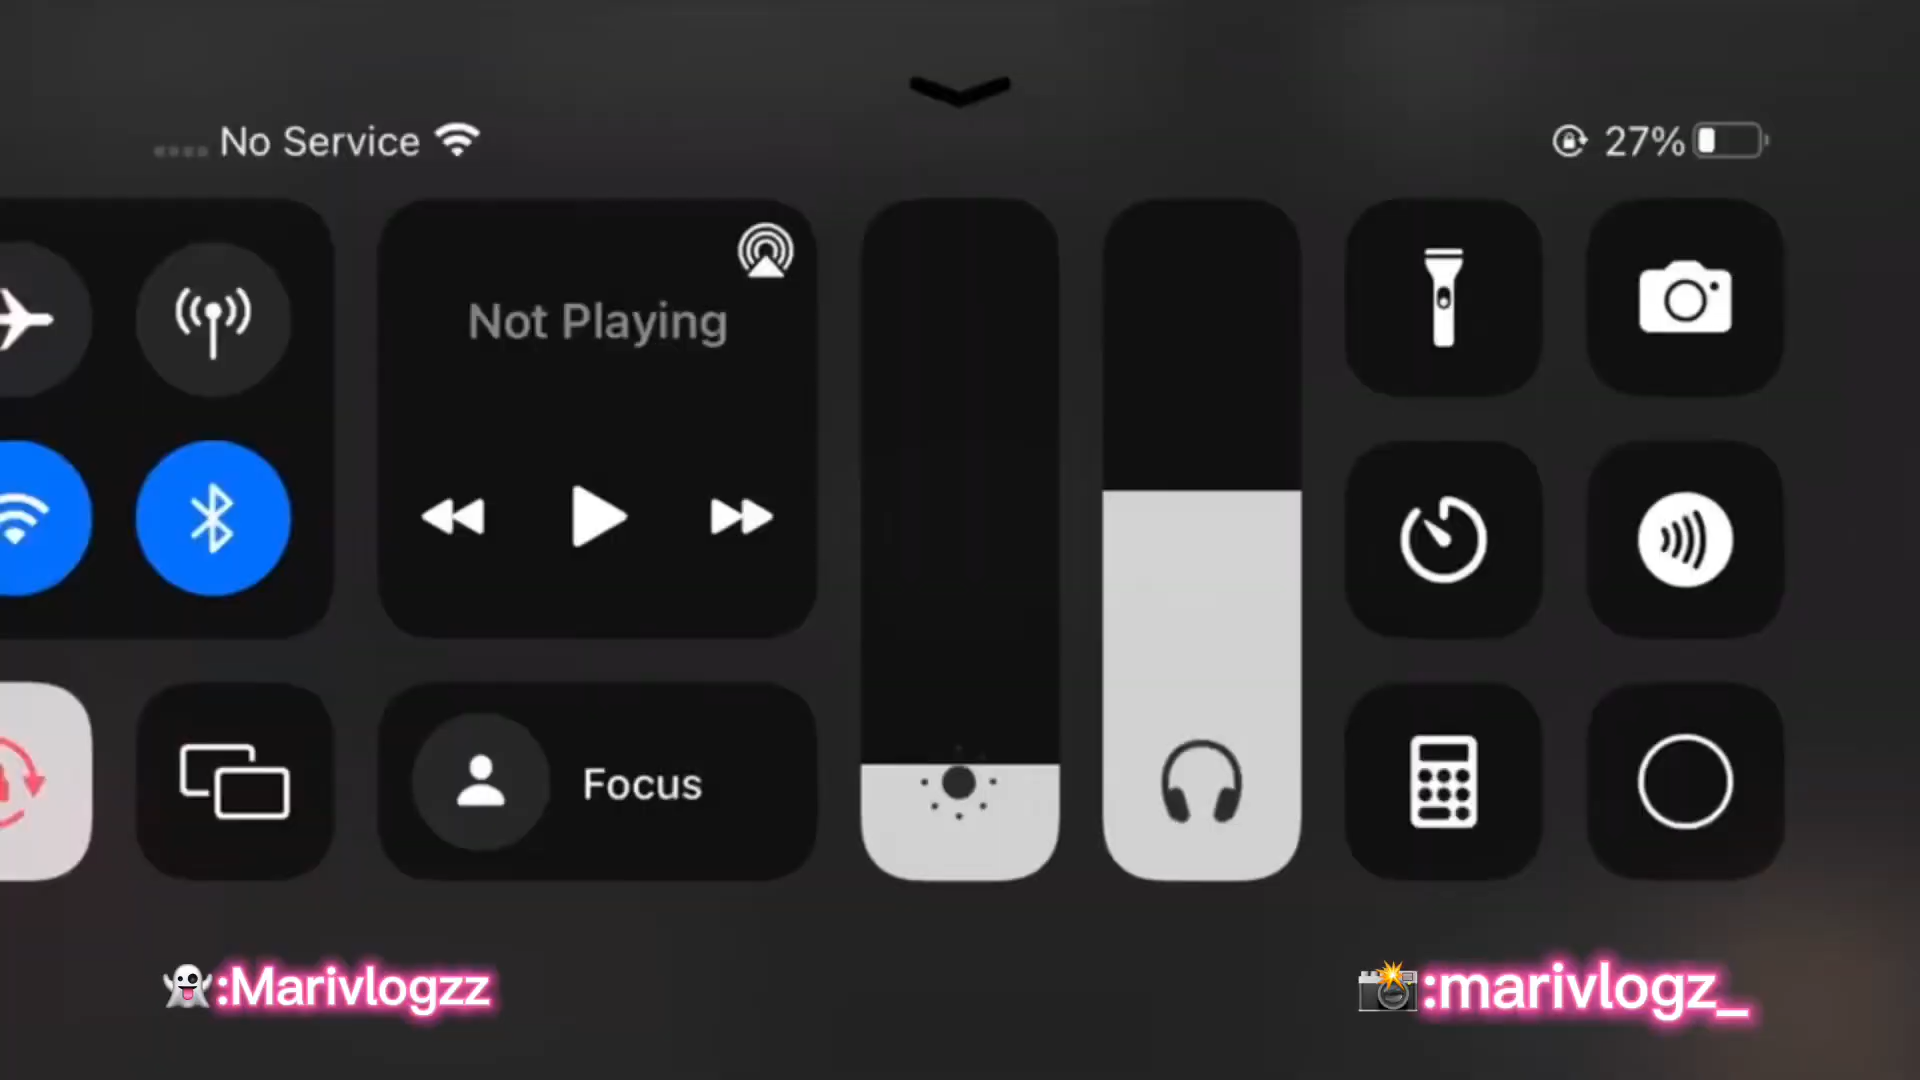 No Service
27%
Not Playing
Focus
👻:Marivlogzz
📸:marivlogz_